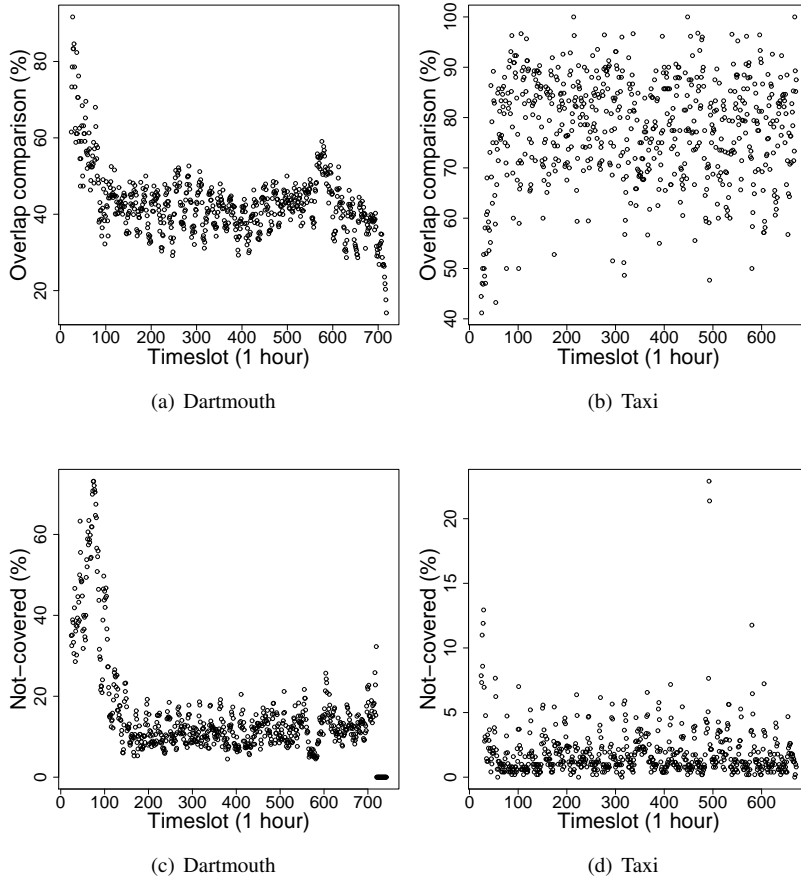 Overlap comparison (%)
80
60
40
20
0 100 200 300 400 500 600 700
Timeslot (1 hour)
(a) Dartmouth
Overlap comparison (%)
100
90
80
70
60
50
40
0 100 200 300 400 500 600
Timeslot (1 hour)
(b) Taxi
Not−covered (%)
60
40
20
0
0 100 200 300 400 500 600 700
Timeslot (1 hour)
(c) Dartmouth
Not−covered (%)
20
15
10
5
0
0 100 200 300 400 500 600
Timeslot (1 hour)
(d) Taxi